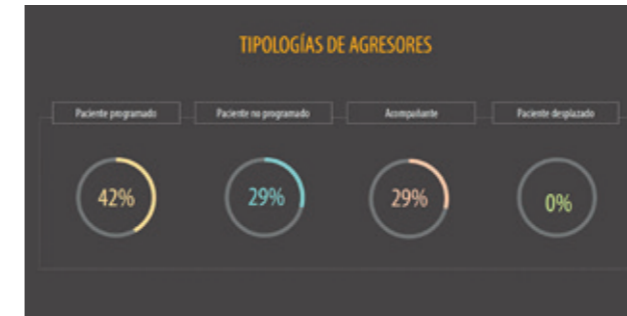 TIPOLOGÍAS DE AGRESORES
Paciente programado
Paciente no programado
Acompañante
Paciente desplazado
42%
29%
29%
0%